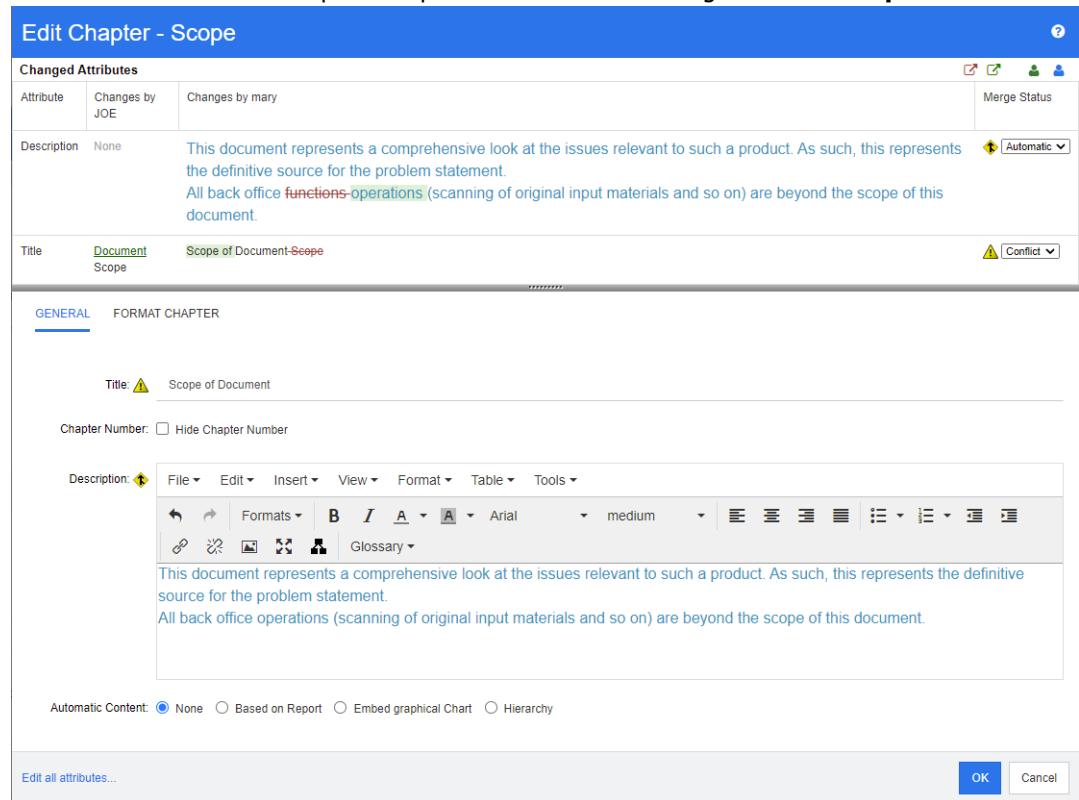 Edit Chapter - Scope
Changed Attributes
Attribute Changes by JOE Changes by mary Merge Status
Description None This document represents a comprehensive look at the issues relevant to such a product. As such, this represents Automatic
the definitive source for the problem statement.
All back office functions operations (scanning of original input materials and so on) are beyond the scope of this
document.
Title Document Scope Scope of Document Scope Conflict
GENERAL FORMAT CHAPTER
Title: Scope of Document
Chapter Number: Hide Chapter Number
Description: File Edit Insert View Format Table Tools
Formats B I A A Arial medium
Glossary
This document represents a comprehensive look at the issues relevant to such a product. As such, this represents the definitive
source for the problem statement.
All back office operations (scanning of original input materials and so on) are beyond the scope of this document.
Automatic Content: None Based on Report Embed graphical Chart Hierarchy
Edit all attributes... OK Cancel